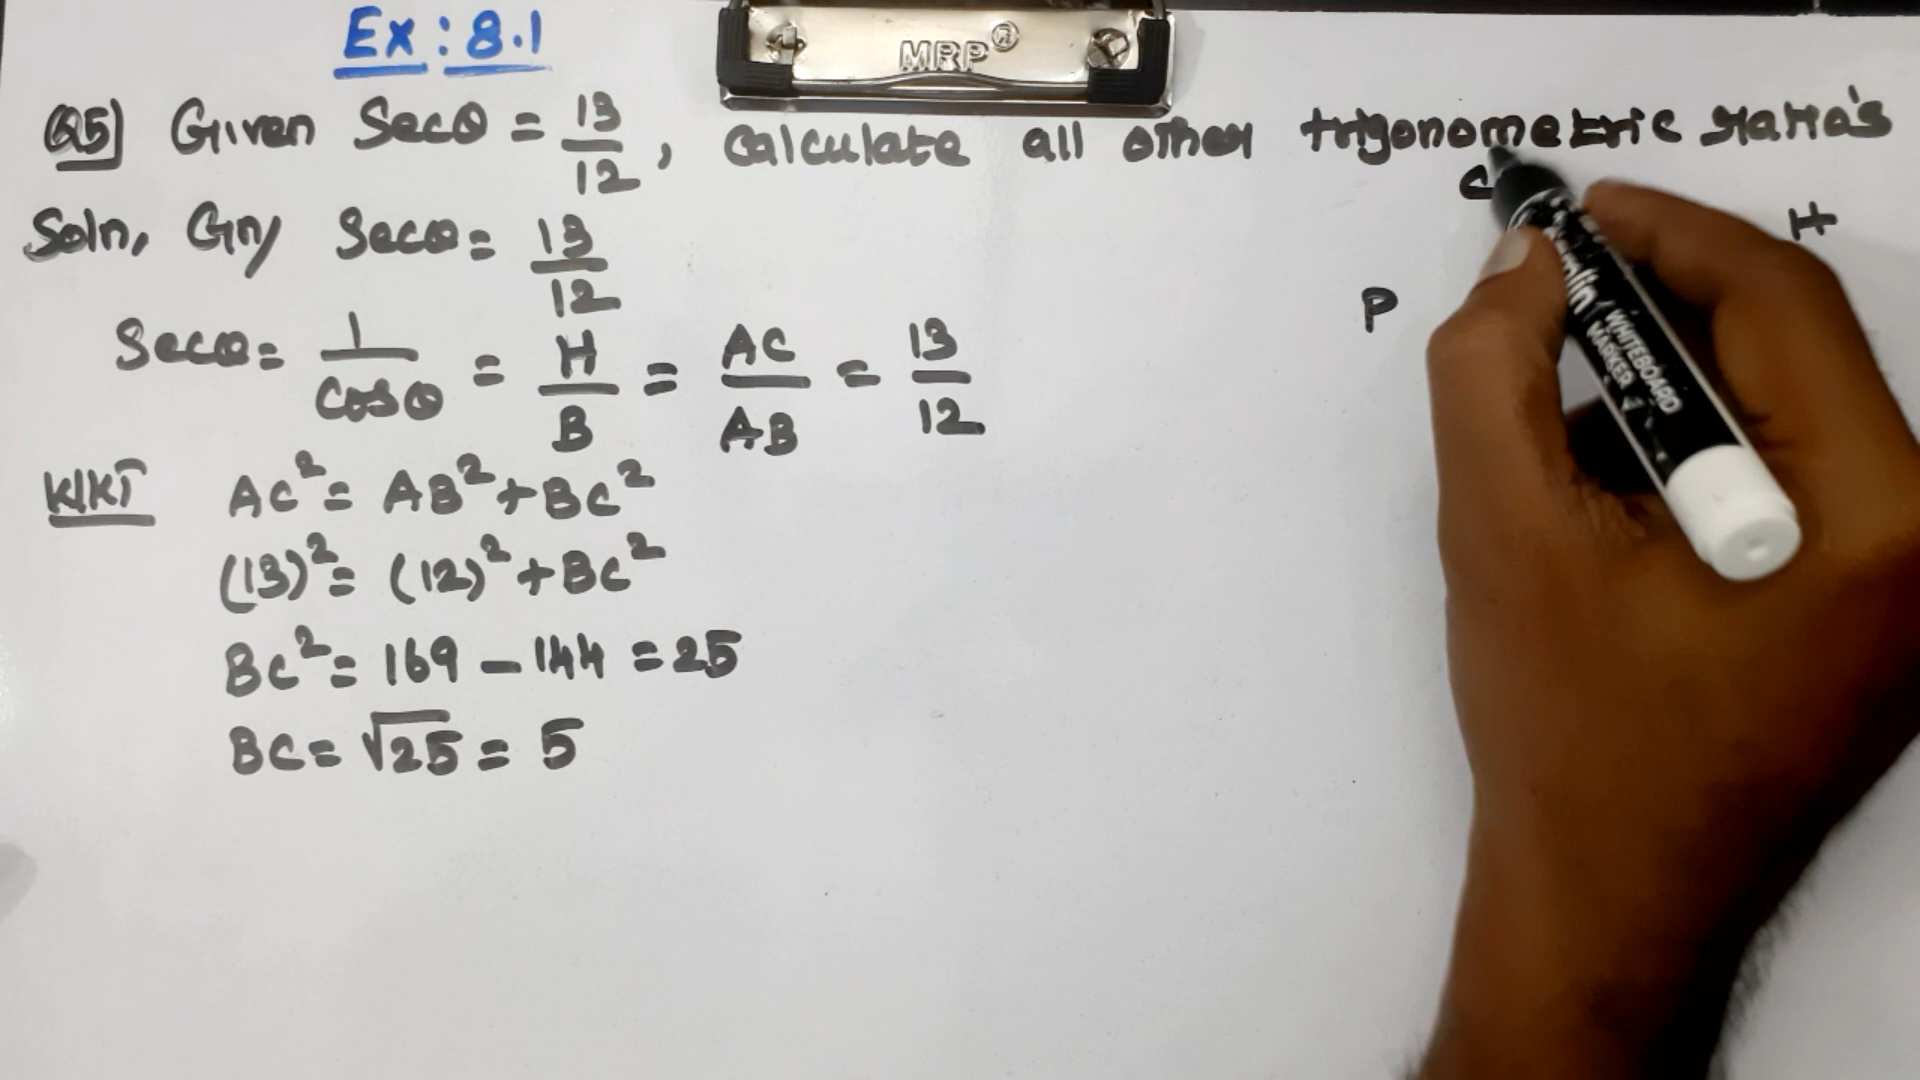 Ex: 8.1
MRP®
Q5] Given Secθ = 13/12, calculate all other trigonometric ratio's
Soln, Gn, Secθ = 13/12
C
H
P
Secθ = 1/Cosθ = H/B = AC/AB = 13/12
WKT AC² = AB² + BC²
(13)² = (12)² + BC²
BC² = 169 - 144 = 25
BC = √25 = 5
WHITEBOARD
MARKER